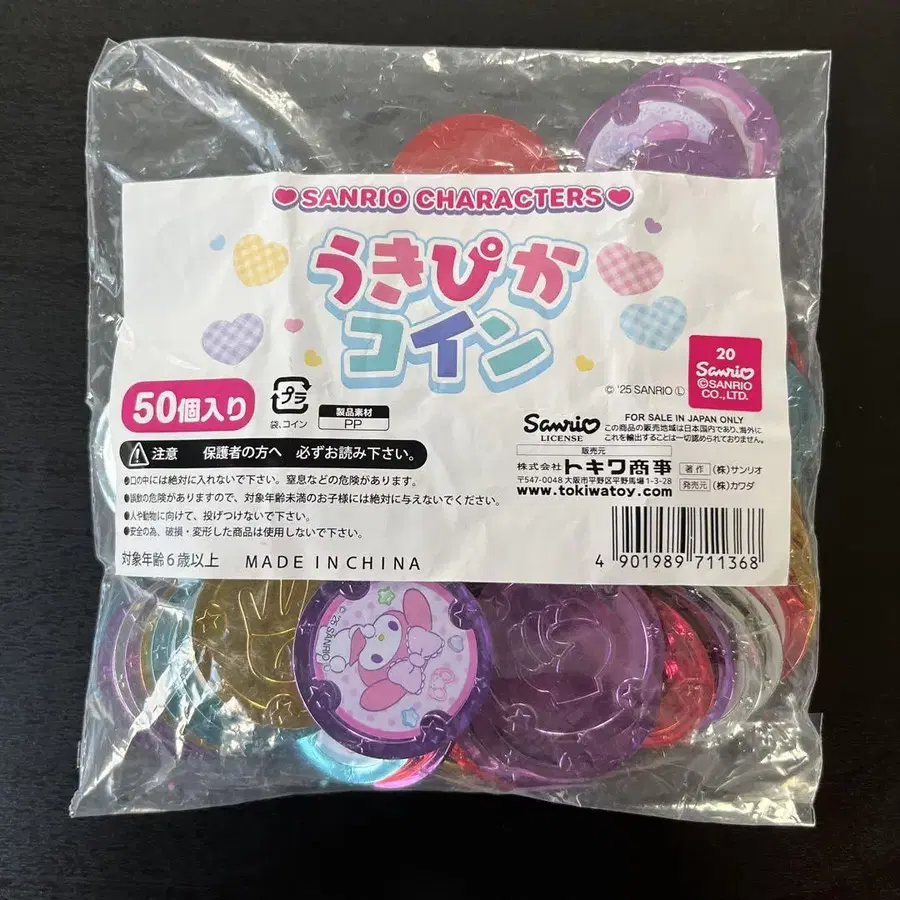 SANRIO CHARACTERS
うきぴか
コイン
50個入り
プラ
袋、コイン
製品素材
PP
© '25 SANRIO Ⓛ
20
Sanrio
©SANRIO
CO.,LTD.
Sanrio
LICENSE
FOR SALE IN JAPAN ONLY
この商品の販売地域は日本国内であり、海外に
これを輸出することは一切認められておりません。
注意 保護者の方へ 必ずお読み下さい。
●口の中には絶対に入れないで下さい。窒息などの危険があります。
●誤飲の危険がありますので、対象年齢未満のお子様には絶対に与えないでください。
●人や動物に向けて、投げつけないで下さい。
●安全の為、破損・変形した商品は使用しないで下さい。
対象年齢6歳以上 MADE IN CHINA
販売元
株式会社 トキワ商事
〒547-0048 大阪市平野区平野馬場1-3-28
www.tokiwatoy.com
著作 (株)サンリオ
発売元 (株)カワダ
4 901989 711368
© '25 SANRIO